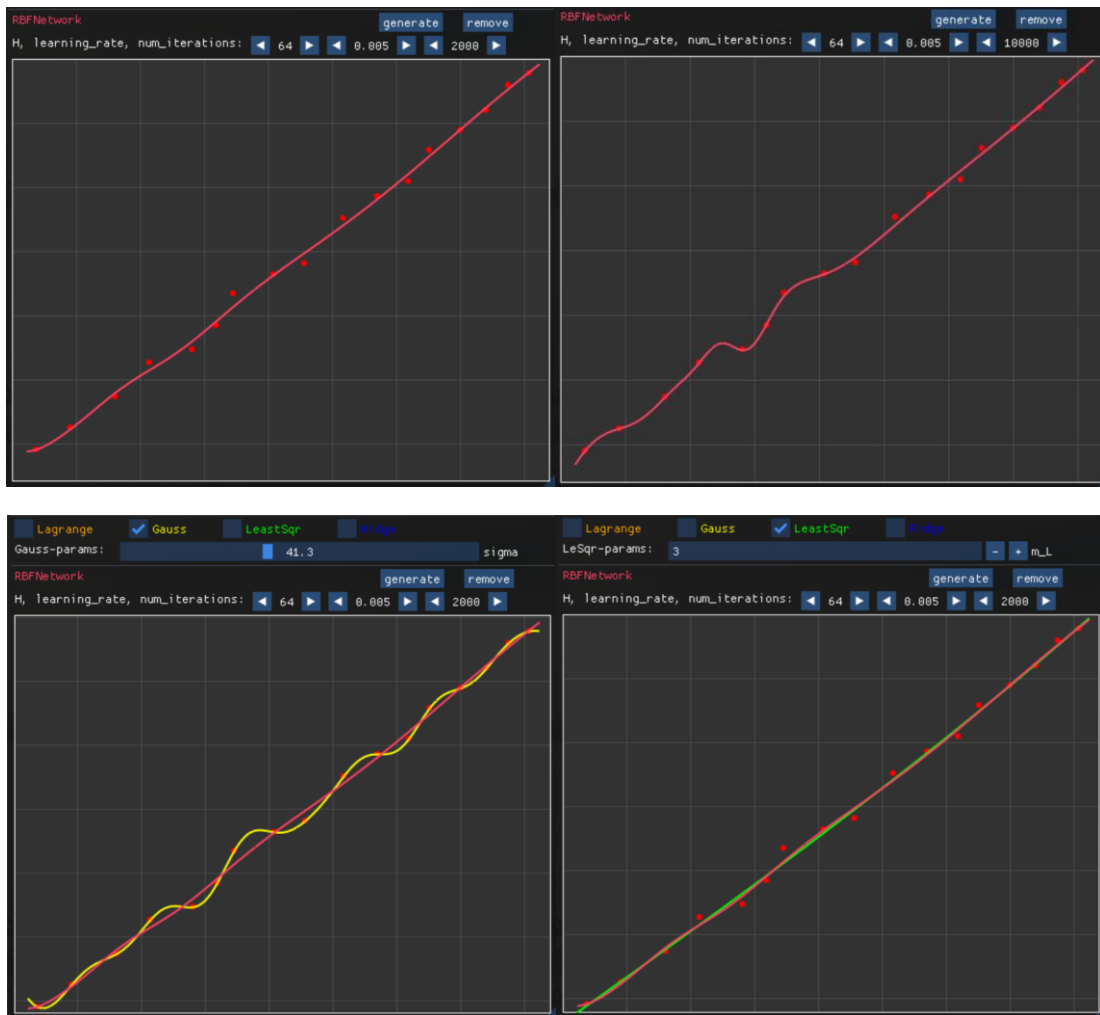 RBFNetwork generate remove
H, learning_rate, num_iterations: 64 0.005 2000
RBFNetwork generate remove
H, learning_rate, num_iterations: 64 0.005 10000
Lagrange Gauss LeastSqr Ridge
Gauss-params: 41.3 sigma
RBFNetwork generate remove
H, learning_rate, num_iterations: 64 0.005 2000
Lagrange Gauss LeastSqr Ridge
LeSqr-params: 3 - + m_L
RBFNetwork generate remove
H, learning_rate, num_iterations: 64 0.005 2000